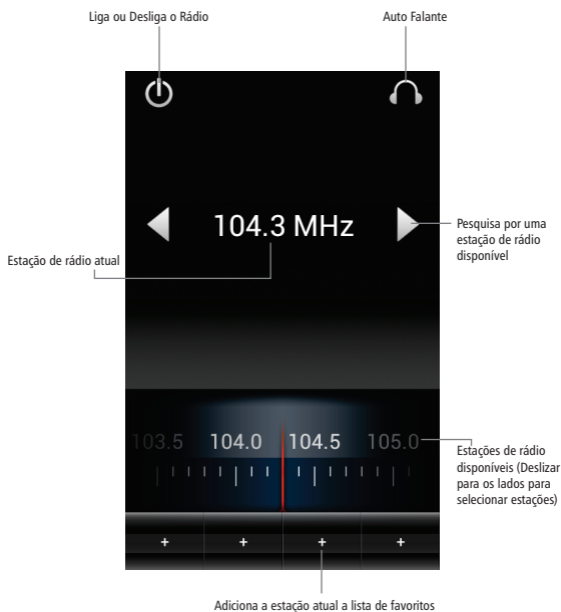 Liga ou Desliga o Rádio
Auto Falante
104.3 MHz
Pesquisa por uma
estação de rádio
disponível
Estação de rádio atual
103.5 104.0 104.5 105.0
Estações de rádio
disponíveis (Deslizar
para os lados para
selecionar estações)
+ + + +
Adiciona a estação atual a lista de favoritos